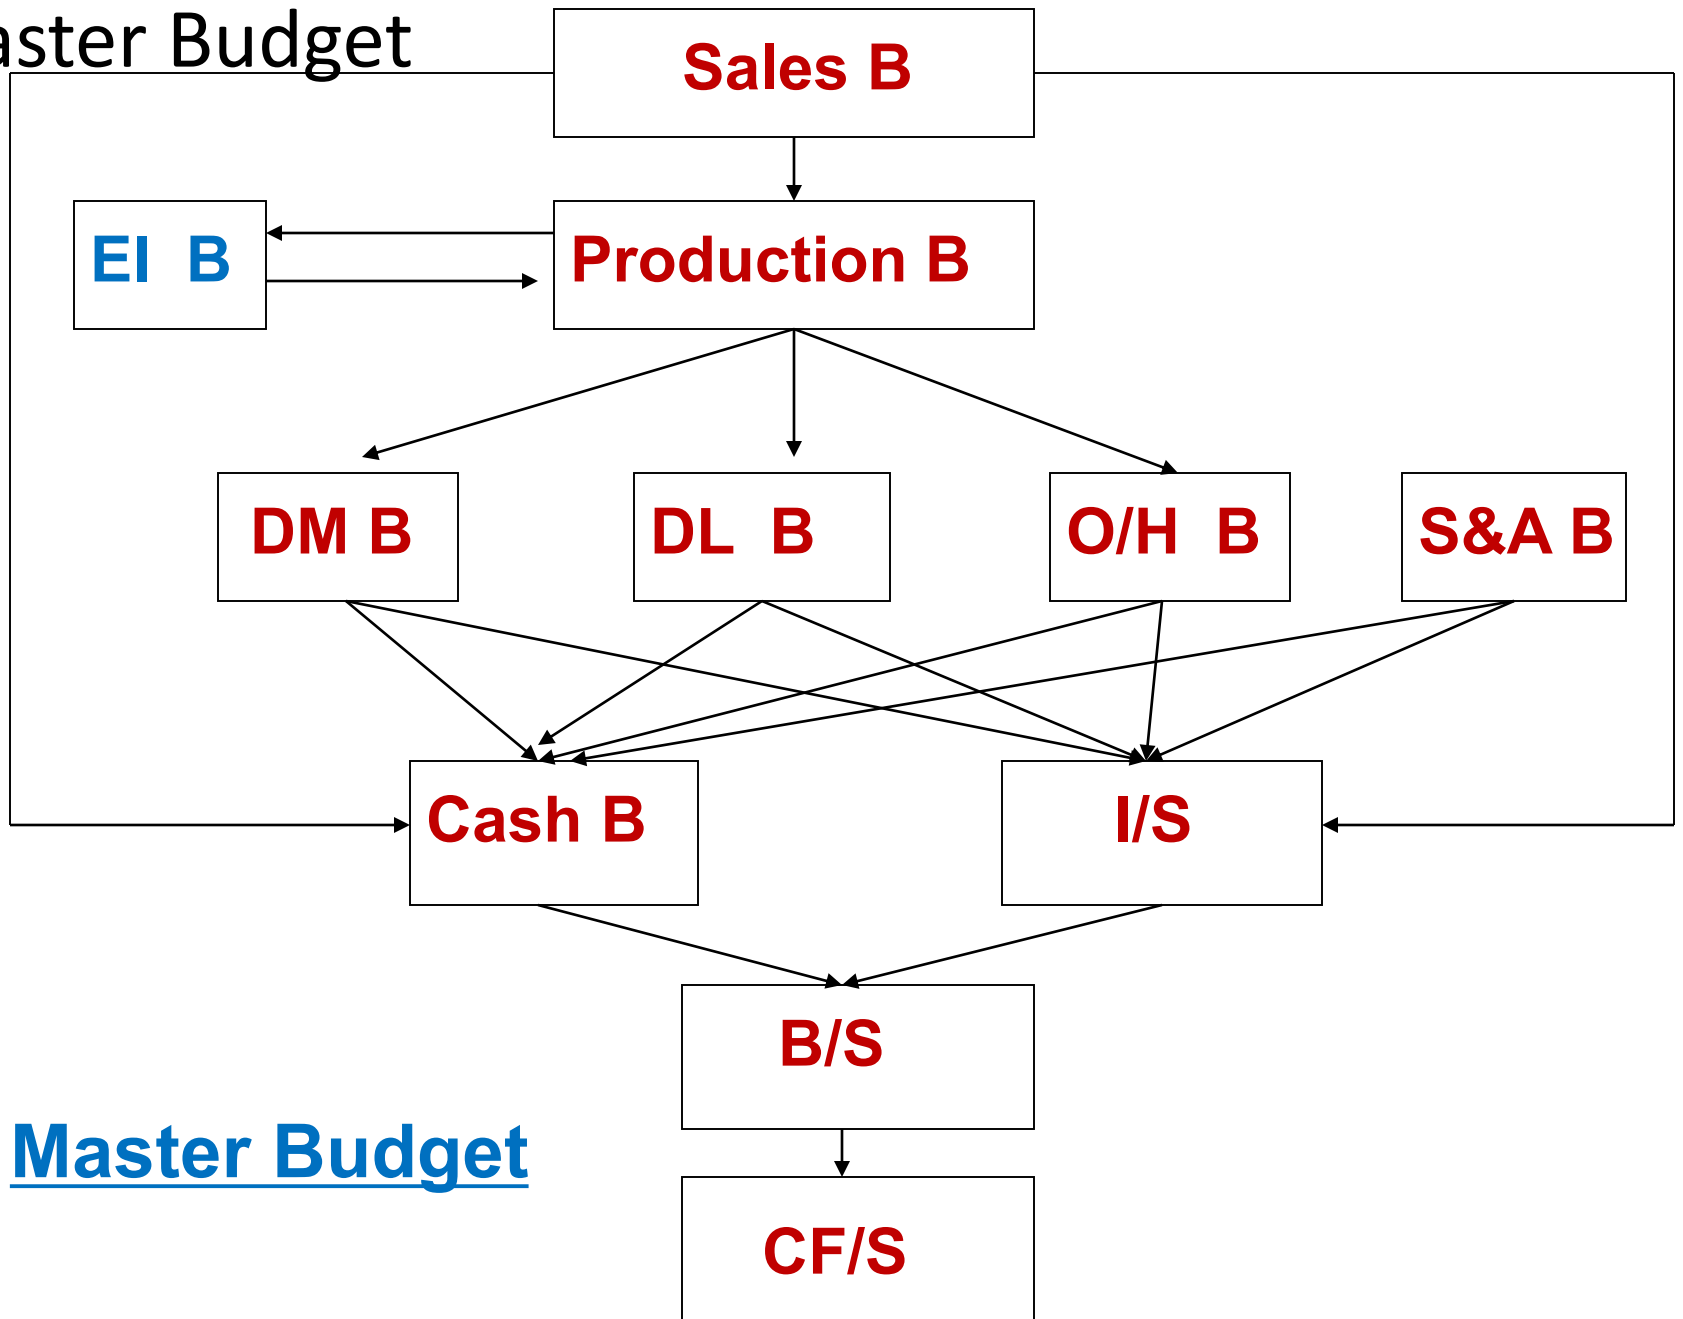 aster Budget
Sales B
EI B
Production B
DM B
DL B
O/H B
S&A B
Cash B
I/S
B/S
Master Budget
CF/S